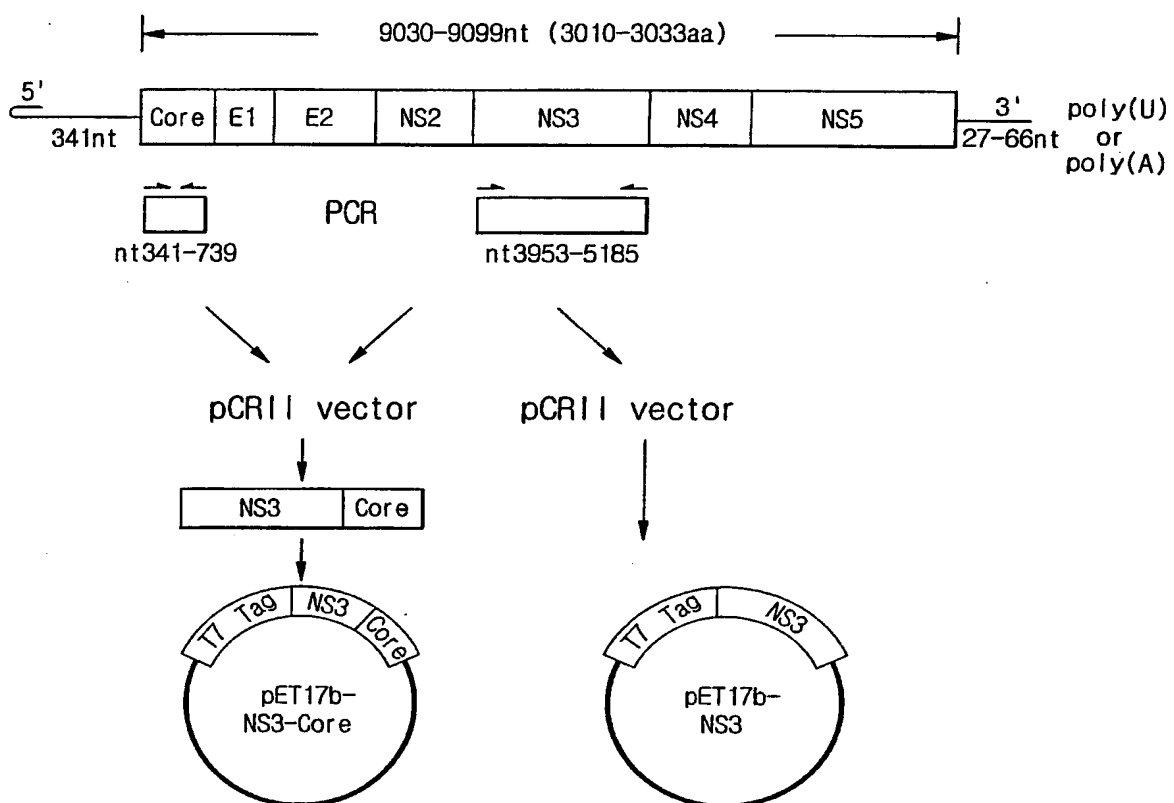 9030-9099nt (3010-3033aa)
5'
Core E1 E2 NS2 NS3 NS4 NS5
341nt
3'
27-66nt
poly(U)
or
poly(A)
PCR
nt341-739
nt3953-5185
pCRII vector
pCRII vector
NS3 Core
T7 Tag NS3 Core
pET17b-
NS3-Core
T7 Tag NS3
pET17b-
NS3